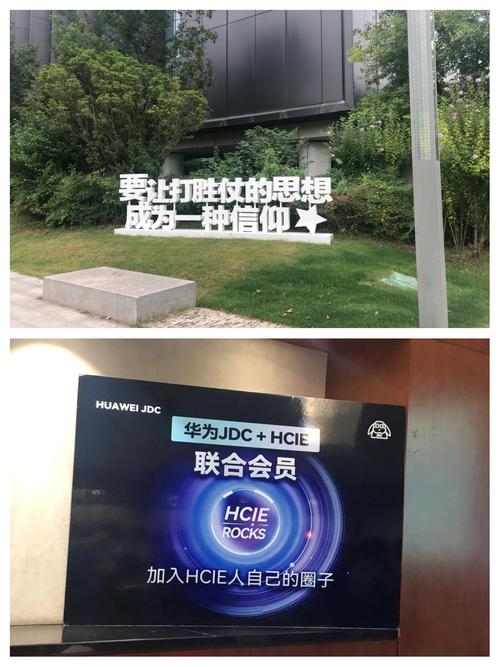 要让打胜仗的思想
成为一种信仰
HUAWEI JDC
华为JDC + HCIE
联合会员
HCIE
ROCKS
加入HCIE人自己的圈子